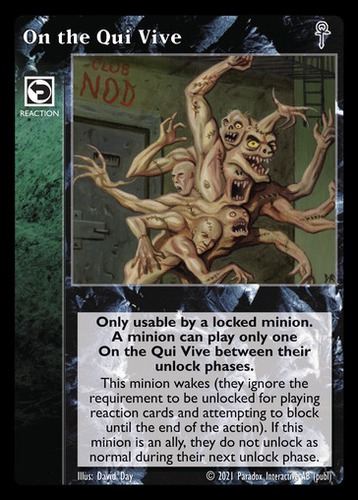 On the Qui Vive
REACTION
CLUB
NOD
Only usable by a locked minion.
A minion can play only one
On the Qui Vive between their
unlock phases.
This minion wakes (they ignore the
requirement to be unlocked for playing
reaction cards and attempting to block
until the end of the action). If this
minion is an ally, they do not unlock as
normal during their next unlock phase.
Illus: David Day © 2021 Paradox Interactive AB (publ)